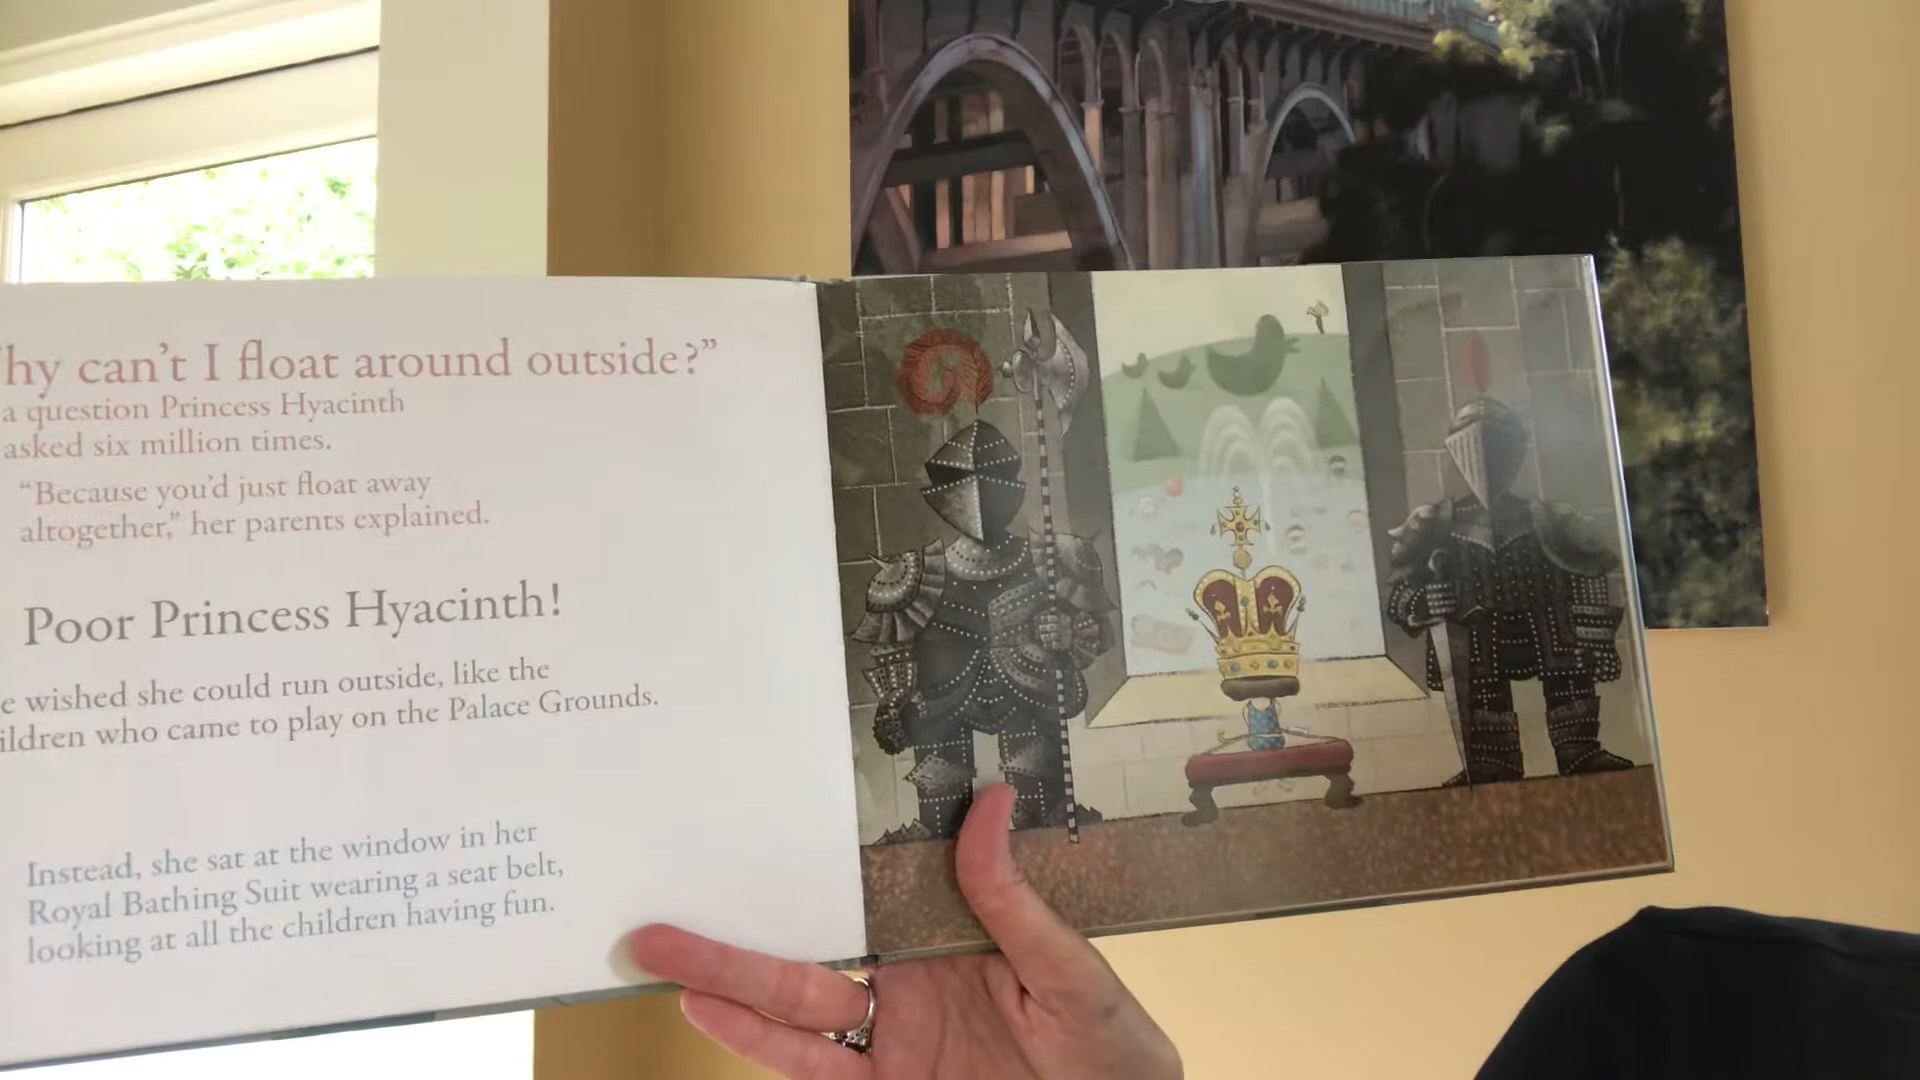 hy can't I float around outside?"
a question Princess Hyacinth
asked six million times.
"Because you'd just float away
altogether," her parents explained.
Poor Princess Hyacinth!
e wished she could run outside, like the
ildren who came to play on the Palace Grounds.
Instead, she sat at the window in her
Royal Bathing Suit wearing a seat belt,
looking at all the children having fun.